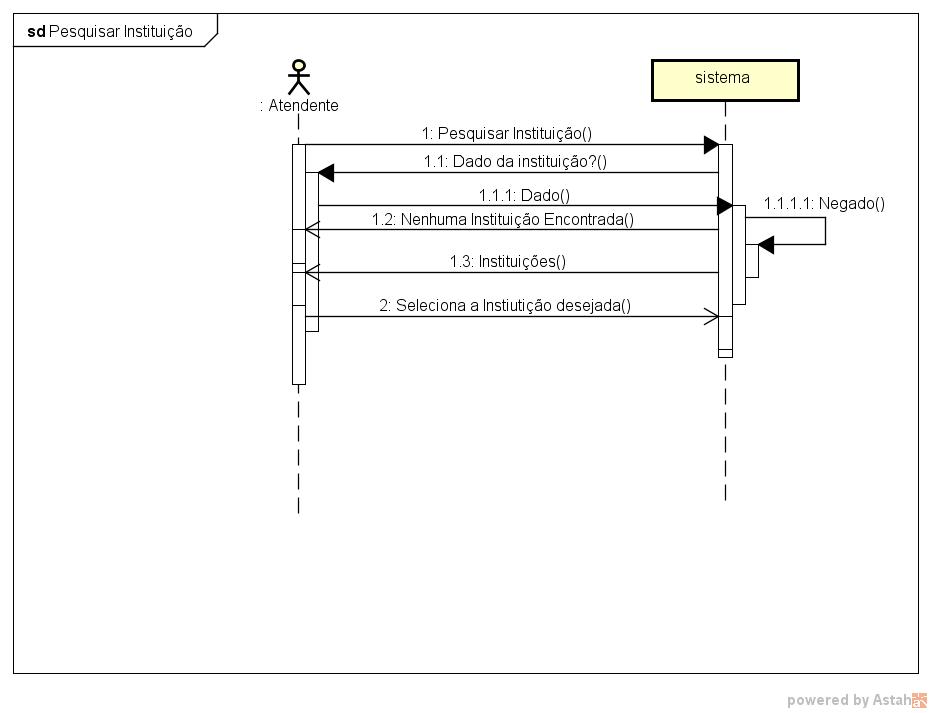 sd Pesquisar Instituição
: Atendente
sistema
1: Pesquisar Instituição()
1.1: Dado da instituição?()
1.1.1: Dado()
1.1.1.1: Negado()
1.2: Nenhuma Instituição Encontrada()
1.3: Instituições()
2: Seleciona a Instiutição desejada()
powered by Astah